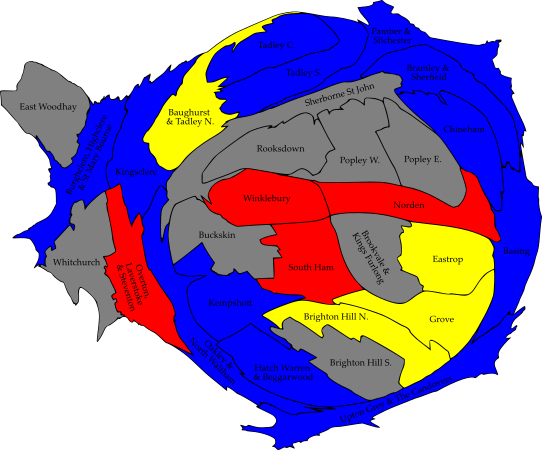 Tadley C.
Tadley S.
Pamber &
Silchester
Bramley &
Sherfield
East Woodhay
Baughurst
& Tadley N.
Sherborne St John
Burghclere, Highclere
& St Mary Bourne
Kingsclere
Chineham
Rooksdown
Popley W.
Popley E.
Winklebury
Norden
Buckskin
Brookvale &
Kings Furlong
Basing
Whitchurch
Overton,
Laverstoke
& Steventon
South Ham
Eastrop
Kempshott
Brighton Hill N.
Grove
Oakley &
North Waltham
Hatch Warren
& Beggarwood
Brighton Hill S.
Upton Grey & The Candovers